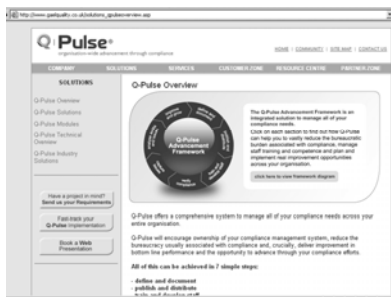 http://www.gaelquality.co.uk/solutions_qpulseoverview.asp
Q Pulse®
organisation-wide advancement through compliance
HOME | COMMUNITY | SITE MAP | CONTACT US
COMPANY SOLUTIONS SERVICES CUSTOMER ZONE RESOURCE CENTRE PARTNER ZONE
SOLUTIONS
Q-Pulse Overview
Q-Pulse Solutions
Q-Pulse Modules
Q-Pulse Technical
Overview
Q-Pulse Industry
Solutions
Have a project in mind?
Send us your Requirements
Fast-track your
Q-Pulse Implementation
Book a Web
Presentation
Q-Pulse Overview
Q-Pulse
Advancement
Framework
The Q-Pulse Advancement Framework is an
integrated solution to manage all of your
compliance needs.
Click on each section to find out how Q-Pulse
can help you to vastly reduce the bureaucratic
burden associated with compliance, manage
staff training and competence and plan and
implement real improvement opportunities
across your organisation.
click here to view framework diagram
Q-Pulse offers a comprehensive system to manage all of your compliance needs across your
entire organisation.
Q-Pulse will encourage ownership of your compliance management system, reduce the
bureaucracy usually associated with compliance and, crucially, deliver improvement in
bottom line performance and the opportunity to advance through your compliance efforts.
All of this can be achieved in 7 simple steps:
- define and document
- publish and distribute
- train and develop staff